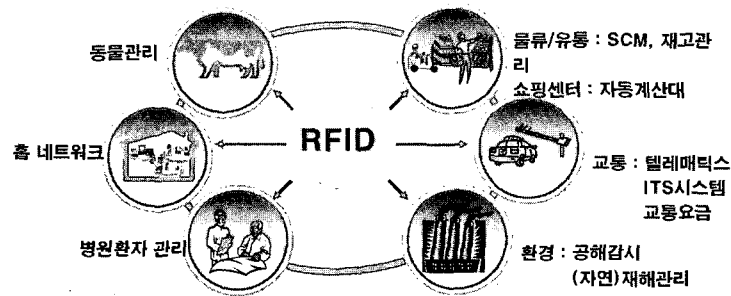 동물관리
물류/유통 : SCM, 재고관
리
쇼핑센터 : 자동계산대
홈 네트워크
RFID
교통 : 텔레매틱스
ITS시스템
교통요금
병원환자 관리
환경 : 공해감시
(자연)재해관리